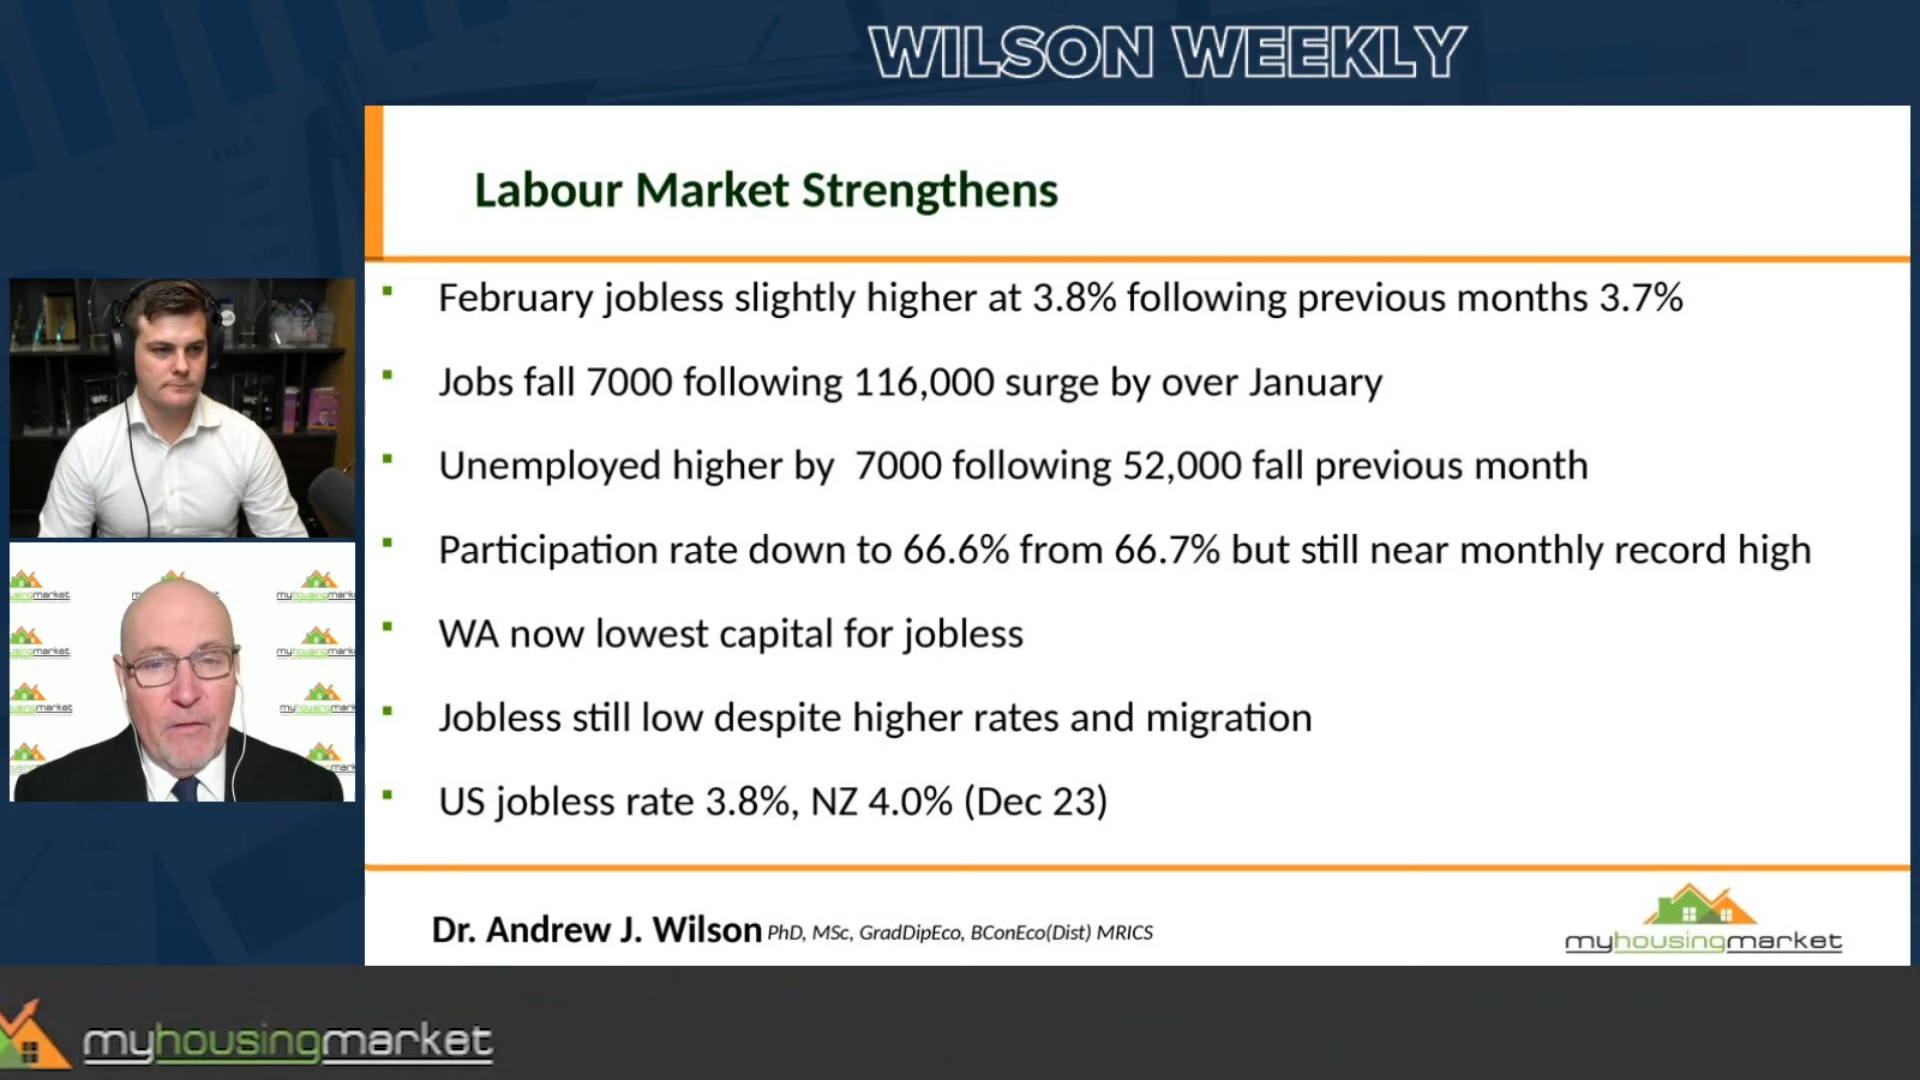 WILSON WEEKLY
Labour Market Strengthens
February jobless slightly higher at 3.8% following previous months 3.7%
Jobs fall 7000 following 116,000 surge by over January
Unemployed higher by  7000 following 52,000 fall previous month
Participation rate down to 66.6% from 66.7% but still near monthly record high
WA now lowest capital for jobless
Jobless still low despite higher rates and migration
US jobless rate 3.8%, NZ 4.0% (Dec 23)
Dr. Andrew J. Wilson PhD, MSc, GradDipEco, BConEco(Dist) MRICS
myhousingmarket
myhousingmarket